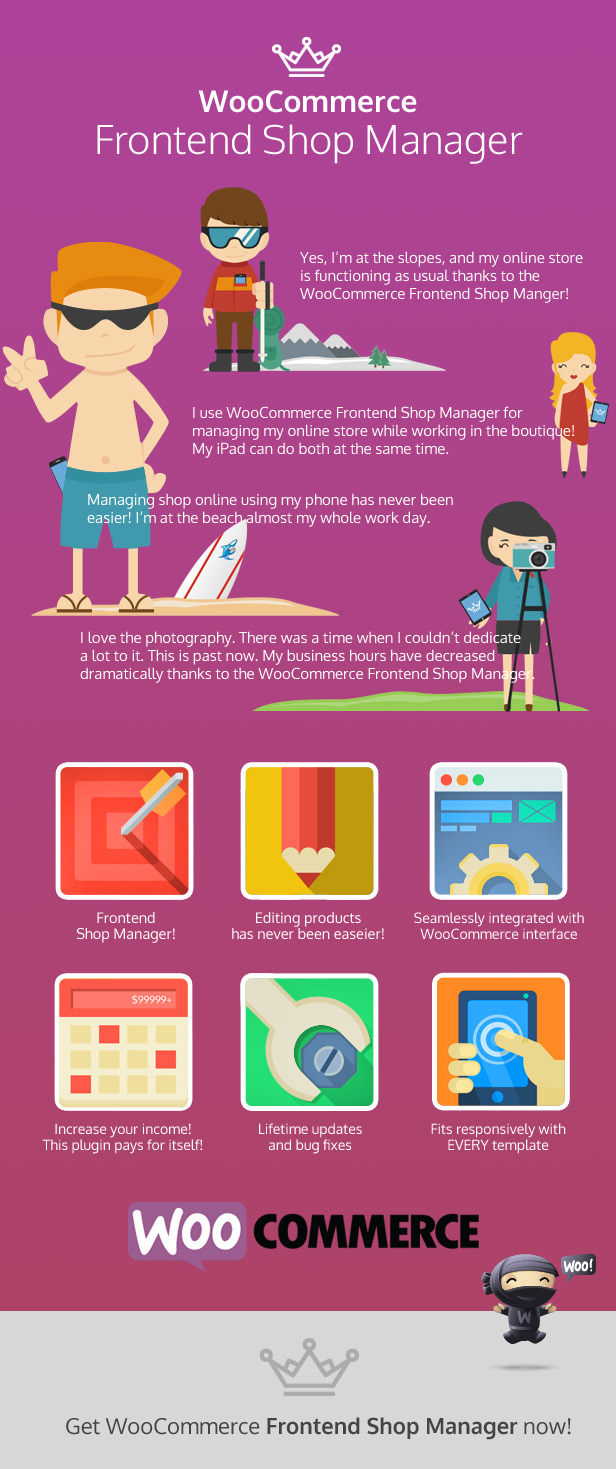 WooCommerce
Frontend Shop Manager
Yes, I'm at the slopes, and my online store
is functioning as usual thanks to the
WooCommerce Frontend Shop Manger!
I use WooCommerce Frontend Shop Manager for
managing my online store while working in the boutique!
My iPad can do both at the same time.
Managing shop online using my phone has never been
easier! I'm at the beach almost my whole work day.
I love the photography. There was a time when I couldn't dedicate
a lot to it. This is past now. My business hours have decreased
dramatically thanks to the WooCommerce Frontend Shop Manager.
Frontend
Shop Manager!
Editing products
has never been easeier!
Seamlessly integrated with
WooCommerce interface
$99999+
Increase your income!
This plugin pays for itself!
Lifetime updates
and bug fixes
Fits responsively with
EVERY template
WOO COMMERCE
WOO!
W
Get WooCommerce Frontend Shop Manager now!